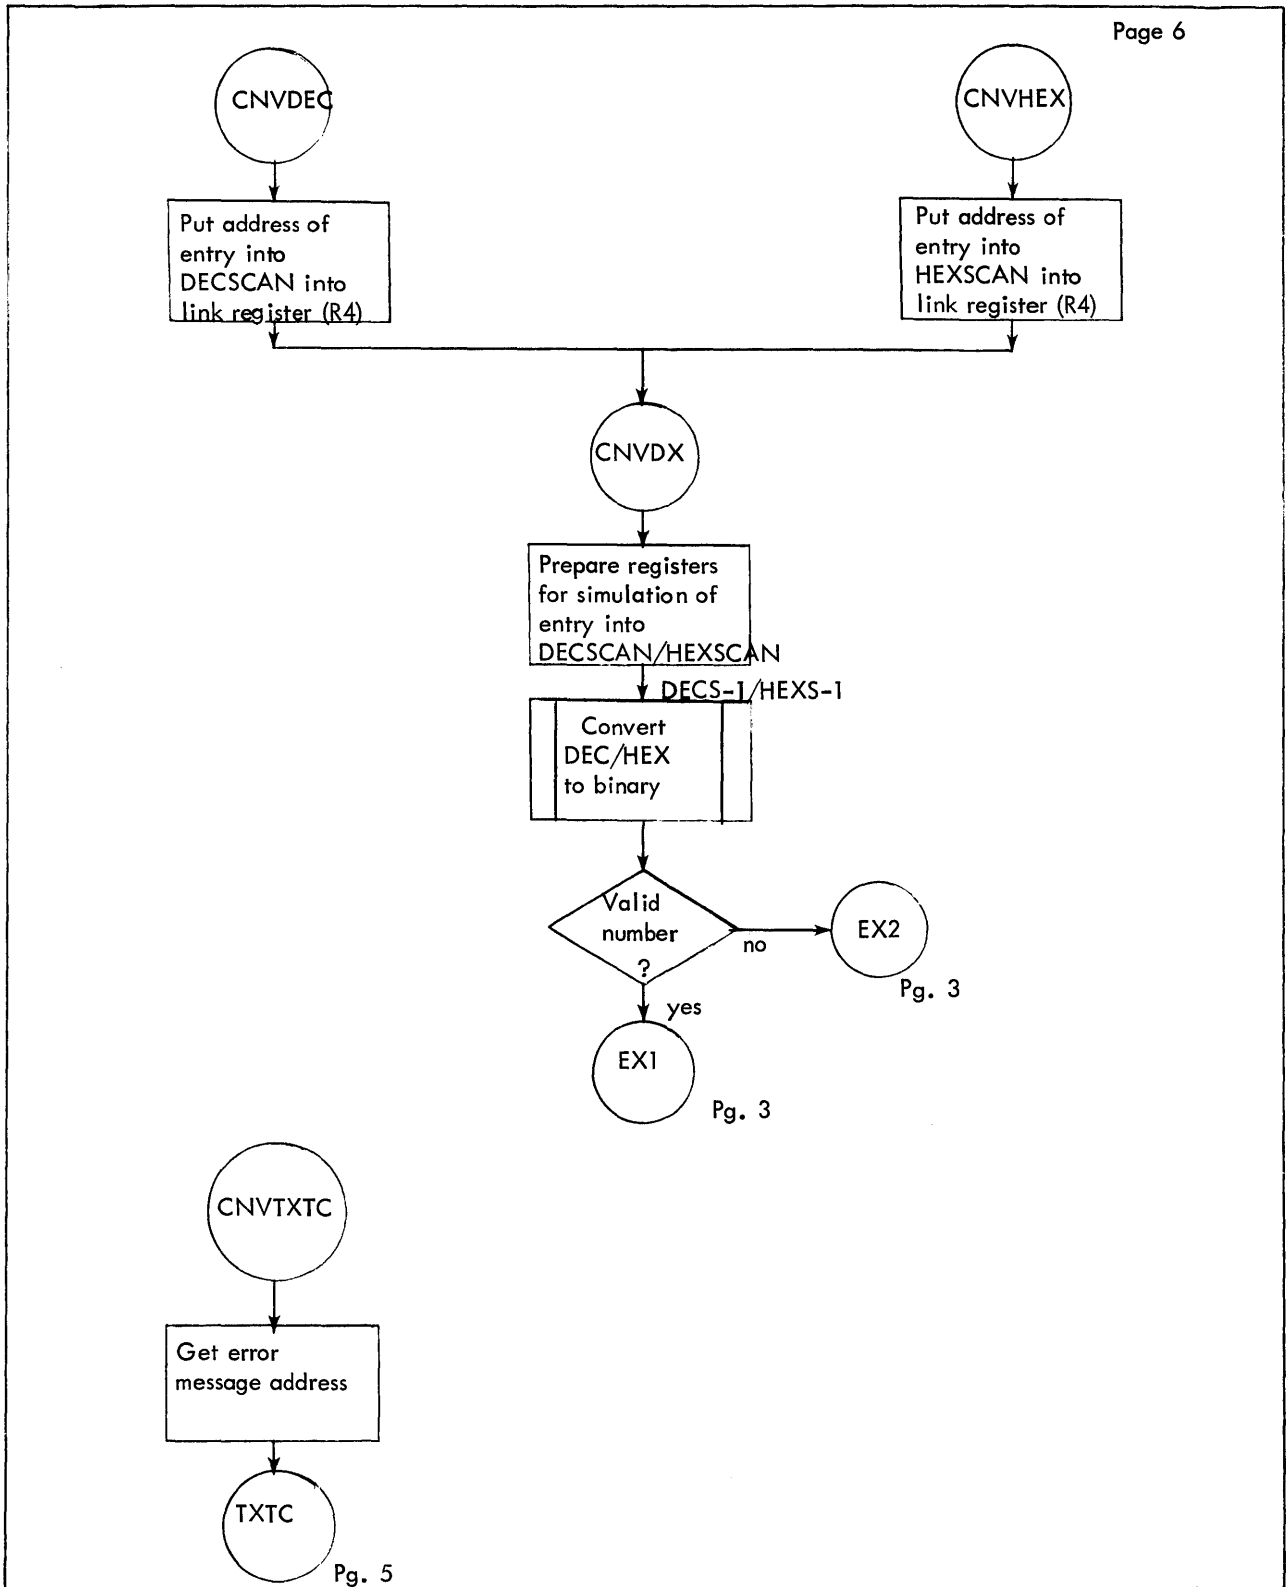 Page 6
CNVDEC
CNVHEX
Put address of
entry into
DECSCAN into
link register (R4)
Put address of
entry into
HEXSCAN into
link register (R4)
CNVDX
Prepare registers
for simulation of
entry into
DECSCAN/HEXSCAN
DECS-1/HEXS-1
Convert
DEC/HEX
to binary
Valid
number
?
no
EX2
Pg. 3
yes
EX1
Pg. 3
CNVTXTC
Get error
message address
TXTC
Pg. 5